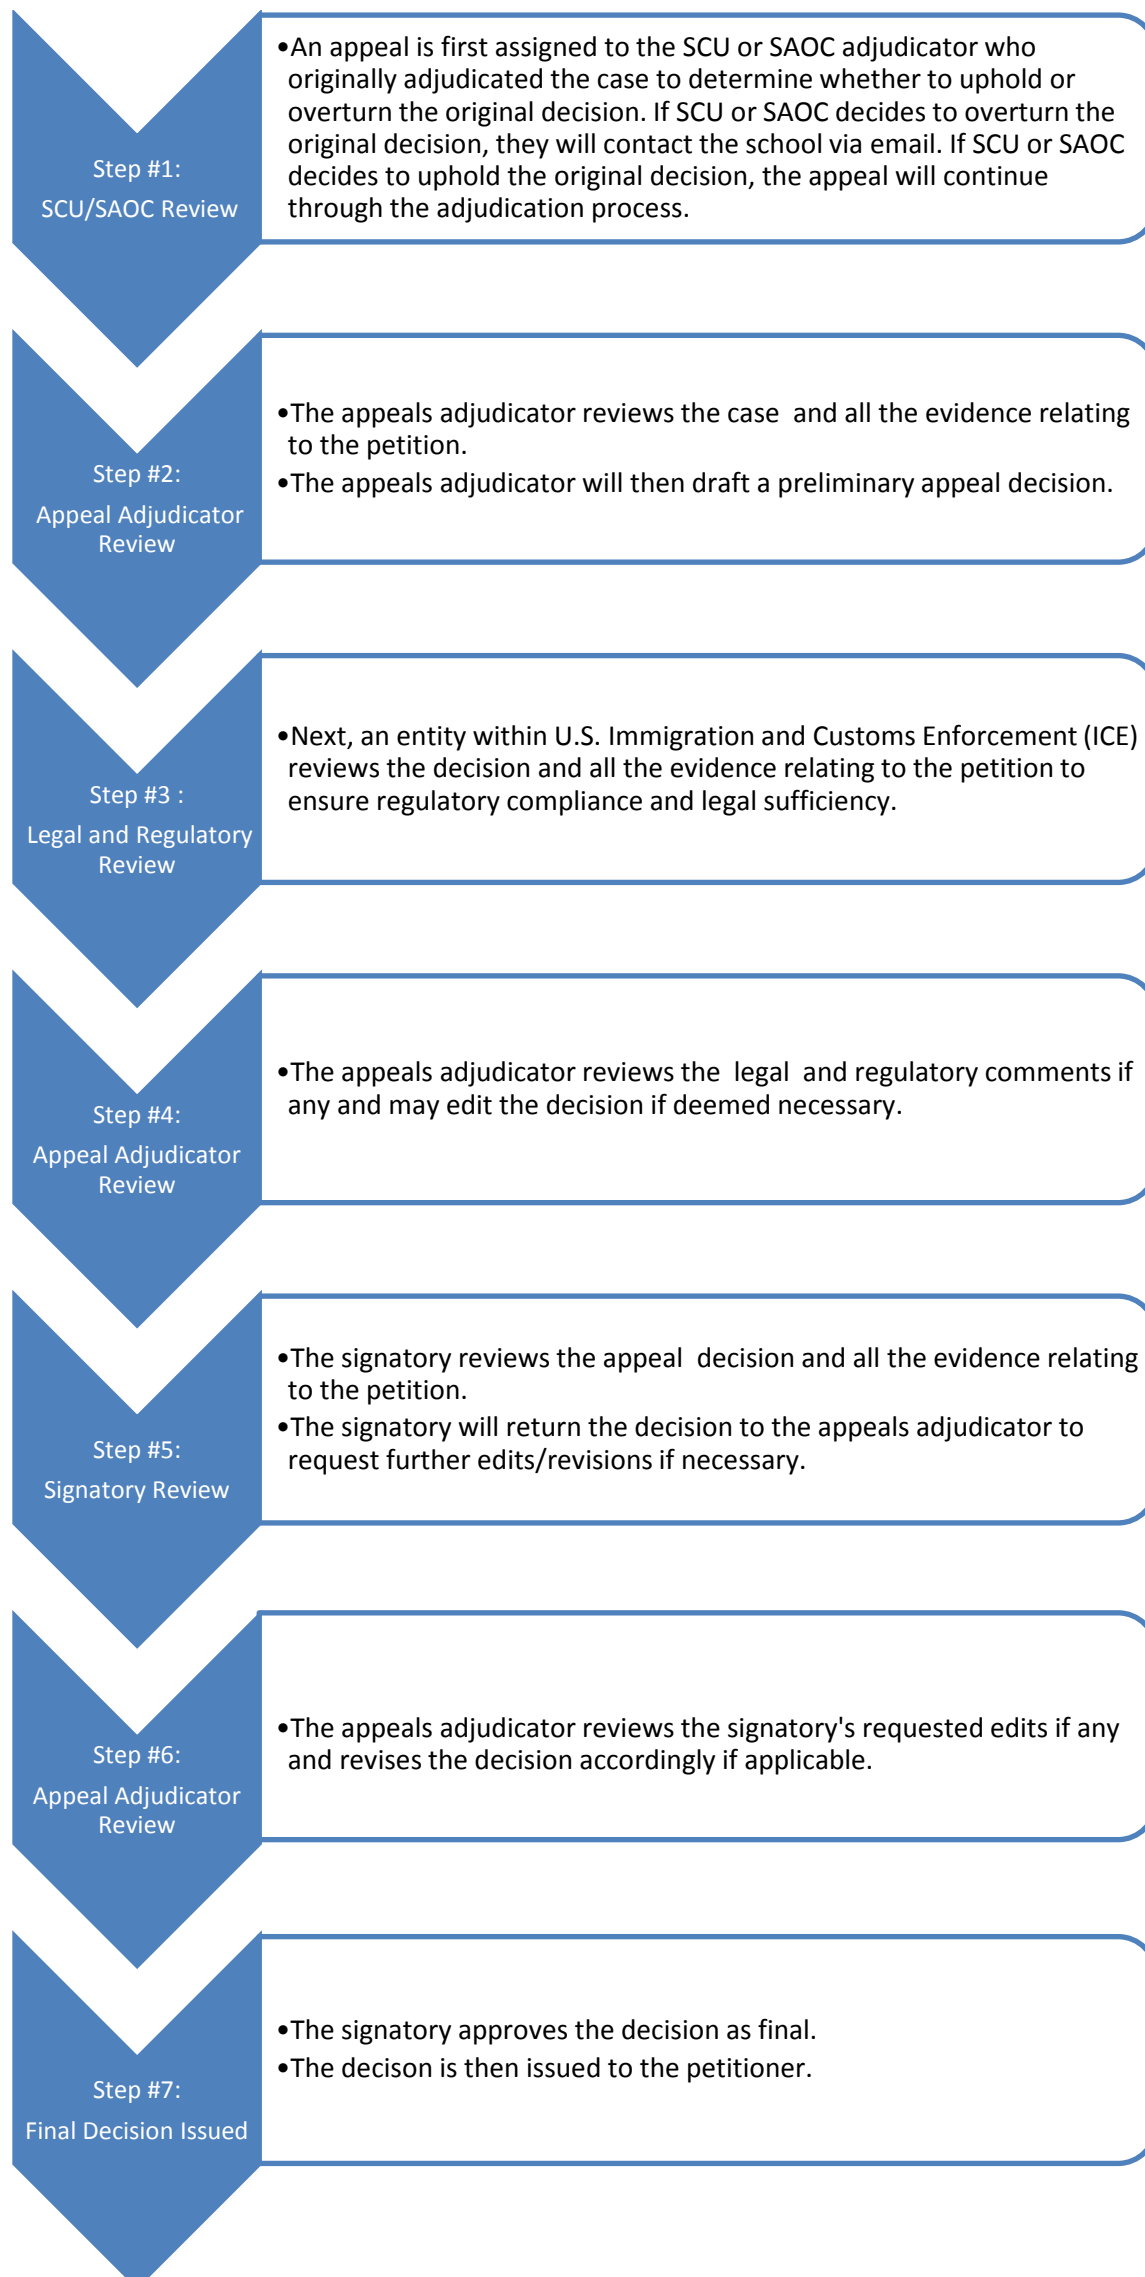 Step #1:
SCU/SAOC Review
•An appeal is first assigned to the SCU or SAOC adjudicator who
originally adjudicated the case to determine whether to uphold or
overturn the original decision. If SCU or SAOC decides to overturn the
original decision, they will contact the school via email. If SCU or SAOC
decides to uphold the original decision, the appeal will continue
through the adjudication process.
Step #2:
Appeal Adjudicator
Review
•The appeals adjudicator reviews the case and all the evidence relating
to the petition.
•The appeals adjudicator will then draft a preliminary appeal decision.
Step #3 :
Legal and Regulatory
Review
•Next, an entity within U.S. Immigration and Customs Enforcement (ICE)
reviews the decision and all the evidence relating to the petition to
ensure regulatory compliance and legal sufficiency.
Step #4:
Appeal Adjudicator
Review
•The appeals adjudicator reviews the legal and regulatory comments if
any and may edit the decision if deemed necessary.
Step #5:
Signatory Review
•The signatory reviews the appeal decision and all the evidence relating
to the petition.
•The signatory will return the decision to the appeals adjudicator to
request further edits/revisions if necessary.
Step #6:
Appeal Adjudicator
Review
•The appeals adjudicator reviews the signatory's requested edits if any
and revises the decision accordingly if applicable.
Step #7:
Final Decision Issued
•The signatory approves the decision as final.
•The decison is then issued to the petitioner.